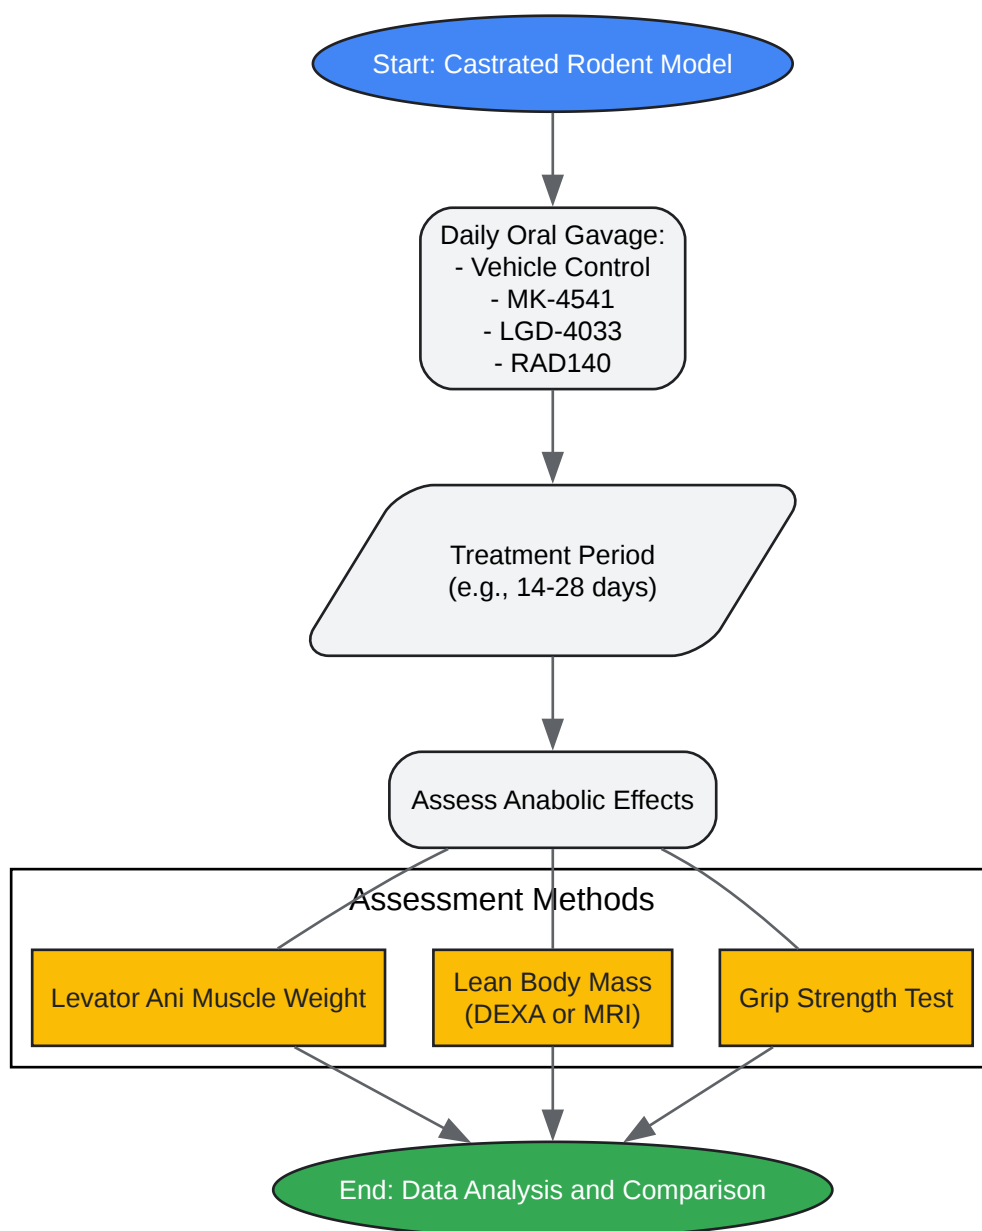 Start: Castrated Rodent Model
Daily Oral Gavage:
- Vehicle Control
- MK-4541
- LGD-4033
- RAD140
Treatment Period
(e.g., 14-28 days)
Assess Anabolic Effects
Assessment Methods
Levator Ani Muscle Weight
Lean Body Mass
(DEXA or MRI)
Grip Strength Test
End: Data Analysis and Comparison